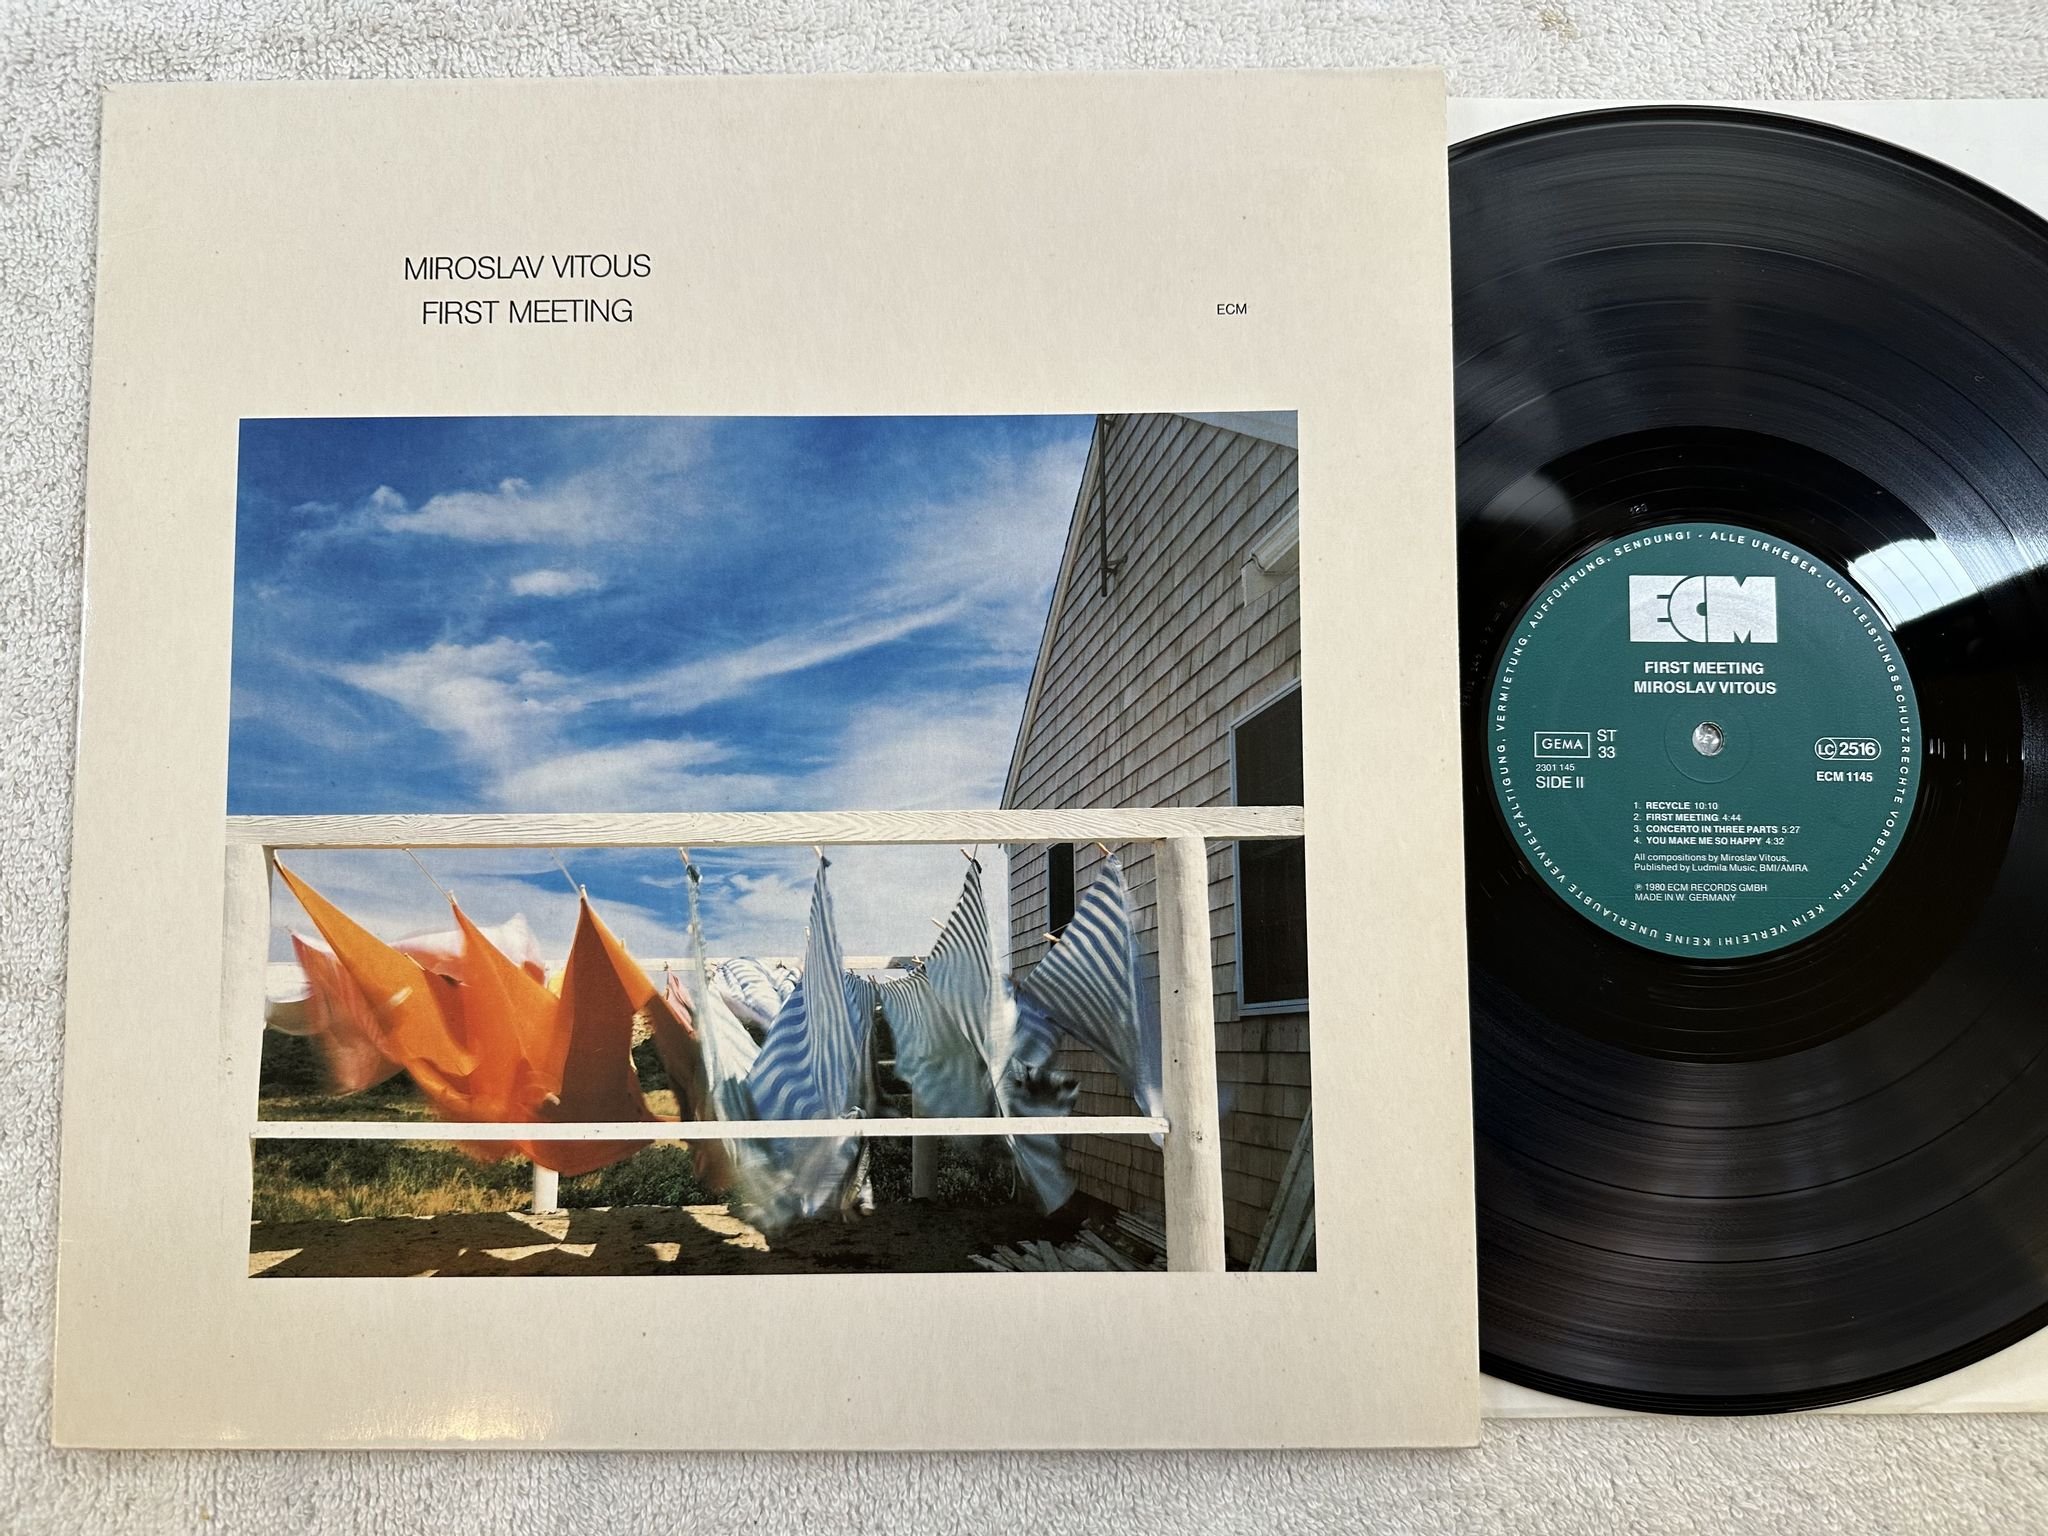 MIROSLAV VITOUS
FIRST MEETING
ECM
ECM
FIRST MEETING
MIROSLAV VITOUS
GEMA
ST
33
2301 145
SIDE II
LC 2516
ECM 1145
1. RECYCLE 10:10
2. FIRST MEETING 4:44
3. CONCERTO IN THREE PARTS 5:27
4. YOU MAKE ME SO HAPPY 4:32
All compositions by Miroslav Vitous,
Published by Ludmila Music, BMI/AMRA
℗ 1980 ECM RECORDS GMBH
MADE IN W. GERMANY
ALLE URHEBER- UND LEISTUNGSSCHUTZRECHTE VORBEHALTEN. KEIN VERLEIH! KEINE UNERLAUBTE VERVIELFÄLTIGUNG, VERMIETUNG, AUFFÜHRUNG, SENDUNG! -